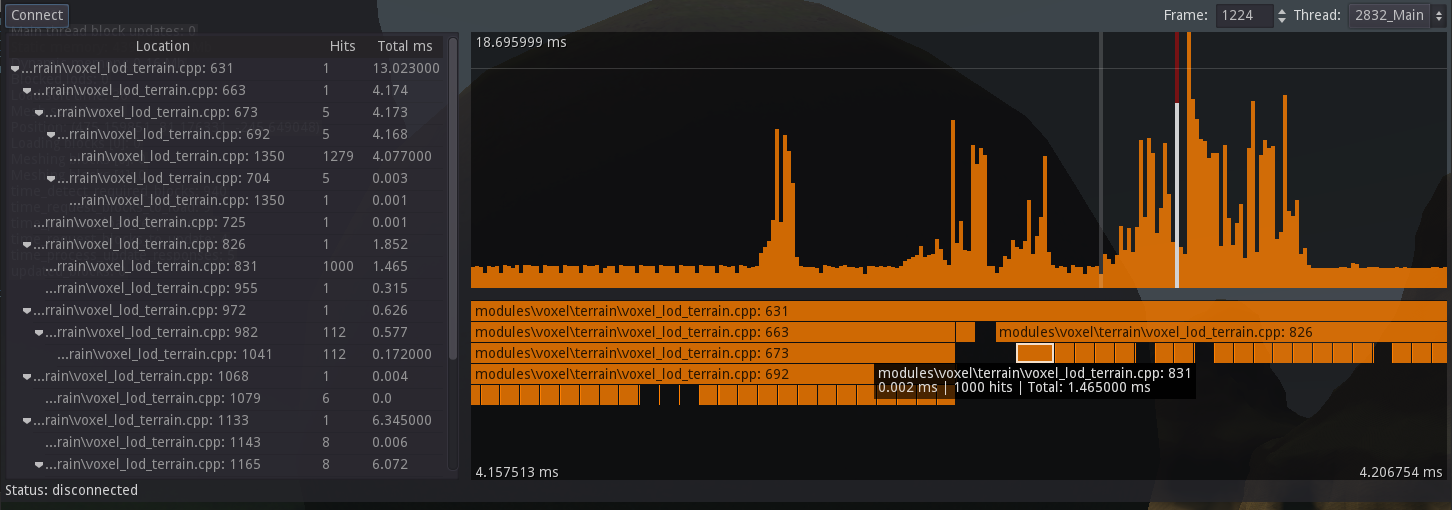 Connect
Frame: 1224 Thread: 2832_Main
Main thread block updates: 0
Location Hits Total ms
...rrain\voxel_lod_terrain.cpp: 631 1 13.023000
...rrain\voxel_lod_terrain.cpp: 663 1 4.174
...rrain\voxel_lod_terrain.cpp: 673 5 4.173
...rrain\voxel_lod_terrain.cpp: 692 5 4.168
...rain\voxel_lod_terrain.cpp: 1350 1279 4.077000
...rrain\voxel_lod_terrain.cpp: 704 5 0.003
...rain\voxel_lod_terrain.cpp: 1350 1 0.001
...rrain\voxel_lod_terrain.cpp: 725 1 0.001
...rrain\voxel_lod_terrain.cpp: 826 1 1.852
...rrain\voxel_lod_terrain.cpp: 831 1000 1.465
...rrain\voxel_lod_terrain.cpp: 955 1 0.315
...rrain\voxel_lod_terrain.cpp: 972 1 0.626
...rrain\voxel_lod_terrain.cpp: 982 112 0.577
...rain\voxel_lod_terrain.cpp: 1041 112 0.172000
...rain\voxel_lod_terrain.cpp: 1068 1 0.004
...rain\voxel_lod_terrain.cpp: 1079 6 0.0
...rain\voxel_lod_terrain.cpp: 1133 1 6.345000
...rain\voxel_lod_terrain.cpp: 1143 8 0.006
...rain\voxel_lod_terrain.cpp: 1165 8 6.072
18.695999 ms
modules\voxel\terrain\voxel_lod_terrain.cpp: 631
modules\voxel\terrain\voxel_lod_terrain.cpp: 663 modules\voxel\terrain\voxel_lod_terrain.cpp: 826
modules\voxel\terrain\voxel_lod_terrain.cpp: 673
modules\voxel\terrain\voxel_lod_terrain.cpp: 692
modules\voxel\terrain\voxel_lod_terrain.cpp: 831
0.002 ms | 1000 hits | Total: 1.465000 ms
4.157513 ms 4.206754 ms
Status: disconnected